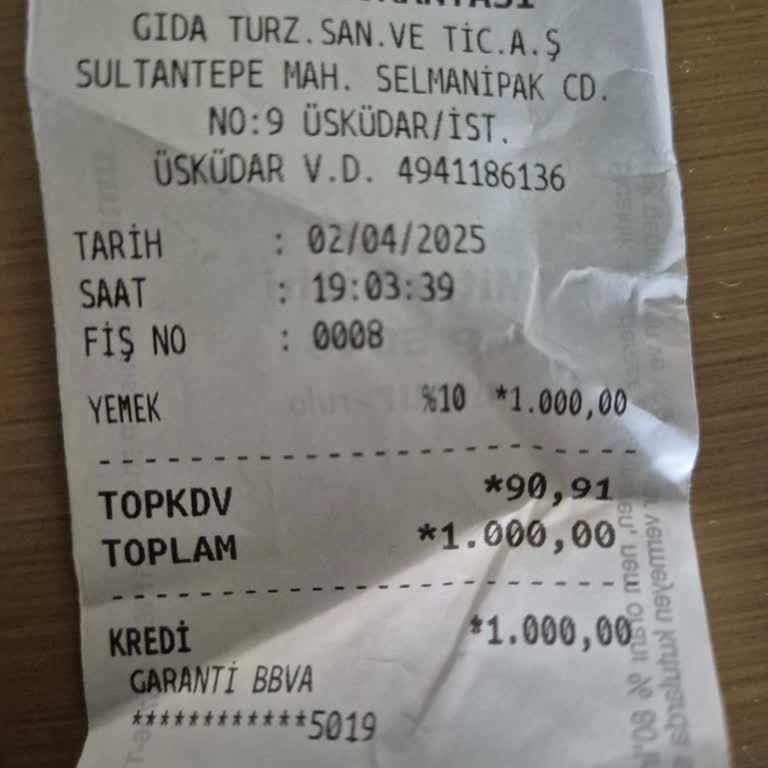 GIDA TURZ.SAN.VE TİC.A.Ş
SULTANTEPE MAH. SELMANİPAK CD.
NO:9 ÜSKÜDAR/İST.
ÜSKÜDAR V.D. 4941186136
TARİH : 02/04/2025
SAAT : 19:03:39
FİŞ NO : 0008
YEMEK %10 *1.000,00
TOPKDV *90,91
TOPLAM *1.000,00
KREDİ *1.000,00
GARANTİ BBVA
************5019